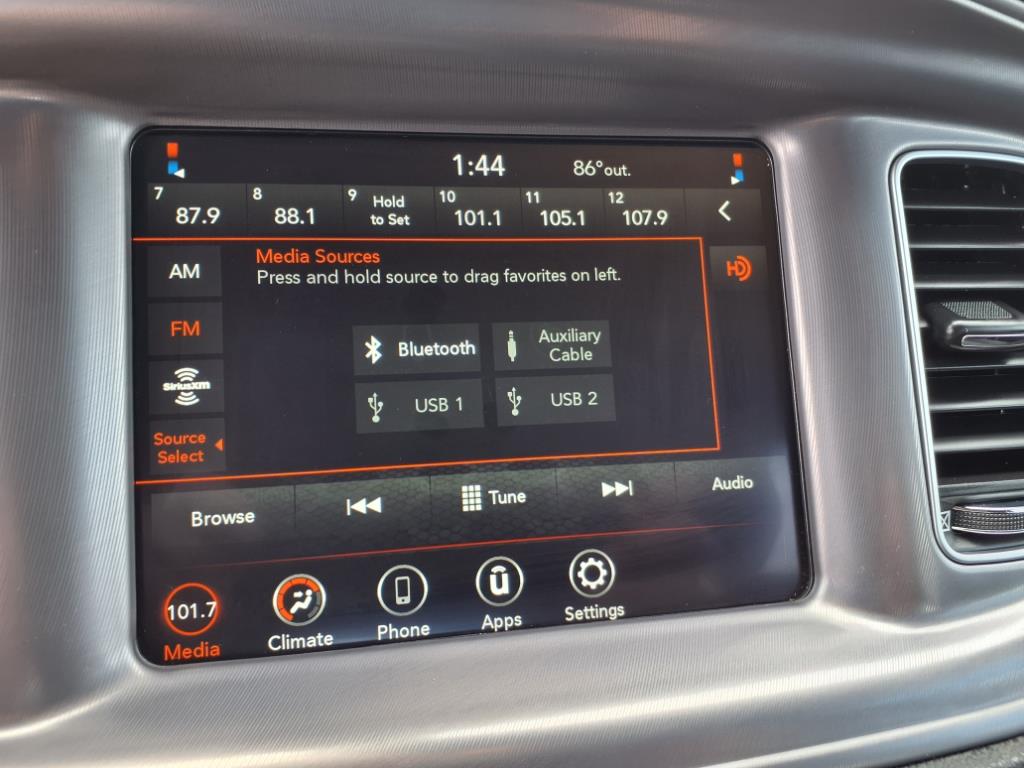 1:44 86°out.
7 87.9
8 88.1
9 Hold
to Set
10 101.1
11 105.1
12 107.9
Media Sources
Press and hold source to drag favorites on left.
AM
FM
SiriusXM
Source
Select
HD
Bluetooth
Auxiliary
Cable
USB 1
USB 2
Browse
Tune
Audio
101.7
Media
Climate
Phone
Apps
Settings